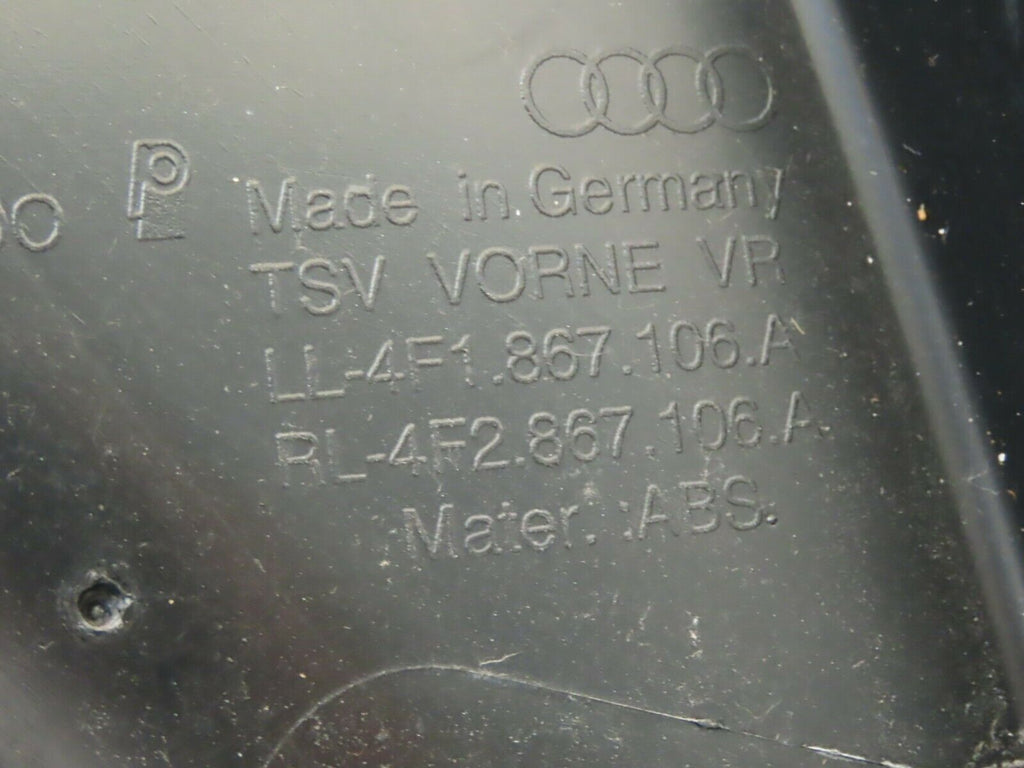 Made in Germany
TSV VORNE VR
LL-4F1.867.106.A
RL-4F2.867.106.A
Mater. :ABS.